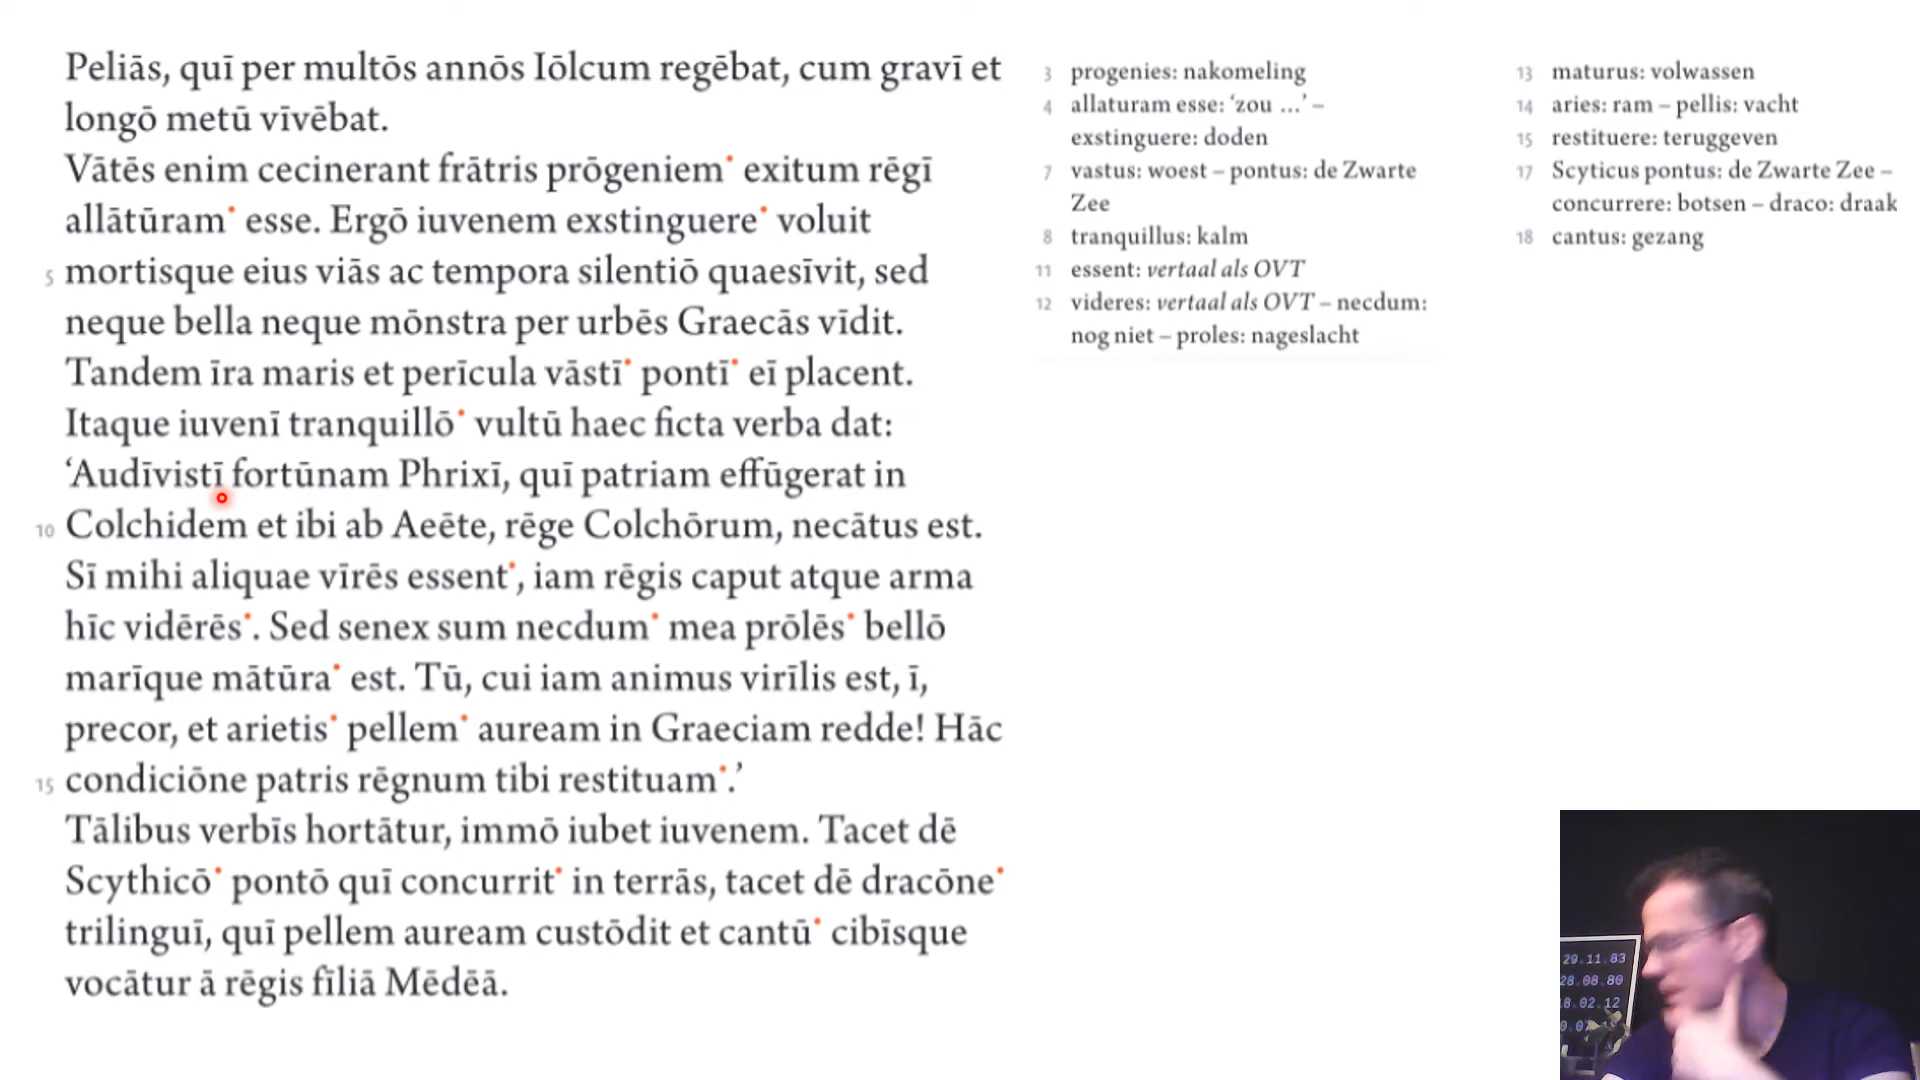 Peliās, quī per multōs annōs Iōlcum regēbat, cum gravī et
longō metū vīvēbat.
Vātēs enim cecinerant frātris prōgeniem• exitum rēgī
allātūram• esse. Ergō iuvenem exstinguere• voluit
5 mortisque eius viās ac tempora silentiō quaesīvit, sed
neque bella neque mōnstra per urbēs Graecās vīdit.
Tandem īra maris et perīcula vāstī• pontī• eī placent.
Itaque iuvenī tranquillō• vultū haec ficta verba dat:
‘Audīvistī fortūnam Phrixī, quī patriam effūgerat in
10 Colchidem et ibi ab Aeēte, rēge Colchōrum, necātus est.
Sī mihi aliquae vīrēs essent•, iam rēgis caput atque arma
hīc vidērēs•. Sed senex sum necdum• mea prōlēs• bellō
marīque mātūra• est. Tū, cui iam animus virīlis est, ī,
precor, et arietis• pellem• auream in Graeciam redde! Hāc
15 condiciōne patris rēgnum tibi restituam•.’
Tālibus verbīs hortātur, immō iubet iuvenem. Tacet dē
Scythicō• pontō quī concurrit• in terrās, tacet dē dracōne•
trilinguī, quī pellem auream custōdit et cantū• cibīsque
vocātur ā rēgis fīliā Mēdēā.
3 progenies: nakomeling
4 allaturam esse: ‘zou ...’ –
exstinguere: doden
7 vastus: woest – pontus: de Zwarte
Zee
8 tranquillus: kalm
11 essent: vertaal als OVT
12 videres: vertaal als OVT – necdum:
nog niet – proles: nageslacht
13 maturus: volwassen
14 aries: ram – pellis: vacht
15 restituere: teruggeven
17 Scyticus pontus: de Zwarte Zee –
concurrere: botsen – draco: draak
18 cantus: gezang
29.11.83
28.08.80
8.02.12